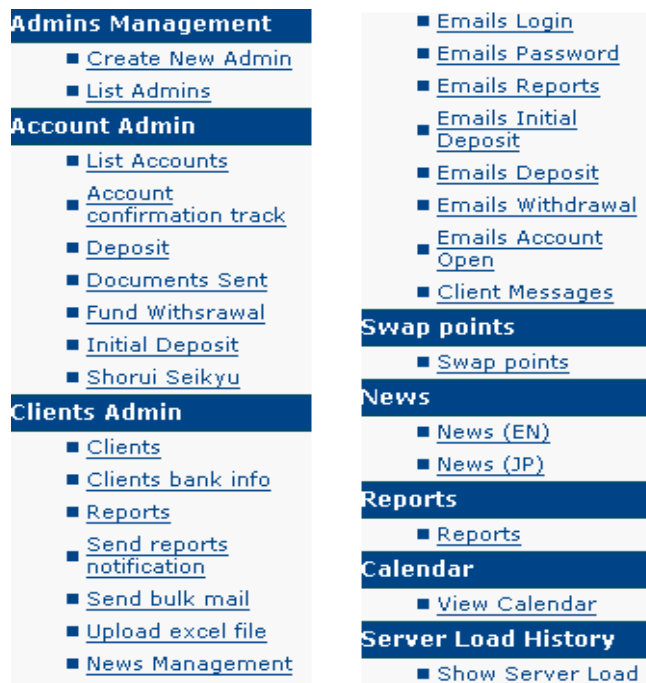 Admins Management
Create New Admin
List Admins
Account Admin
List Accounts
Account
confirmation track
Deposit
Documents Sent
Fund Withsrawal
Initial Deposit
Shorui Seikyu
Clients Admin
Clients
Clients bank info
Reports
Send reports
notification
Send bulk mail
Upload excel file
News Management
Emails Login
Emails Password
Emails Reports
Emails Initial
Deposit
Emails Deposit
Emails Withdrawal
Emails Account
Open
Client Messages
Swap points
Swap points
News
News (EN)
News (JP)
Reports
Reports
Calendar
View Calendar
Server Load History
Show Server Load